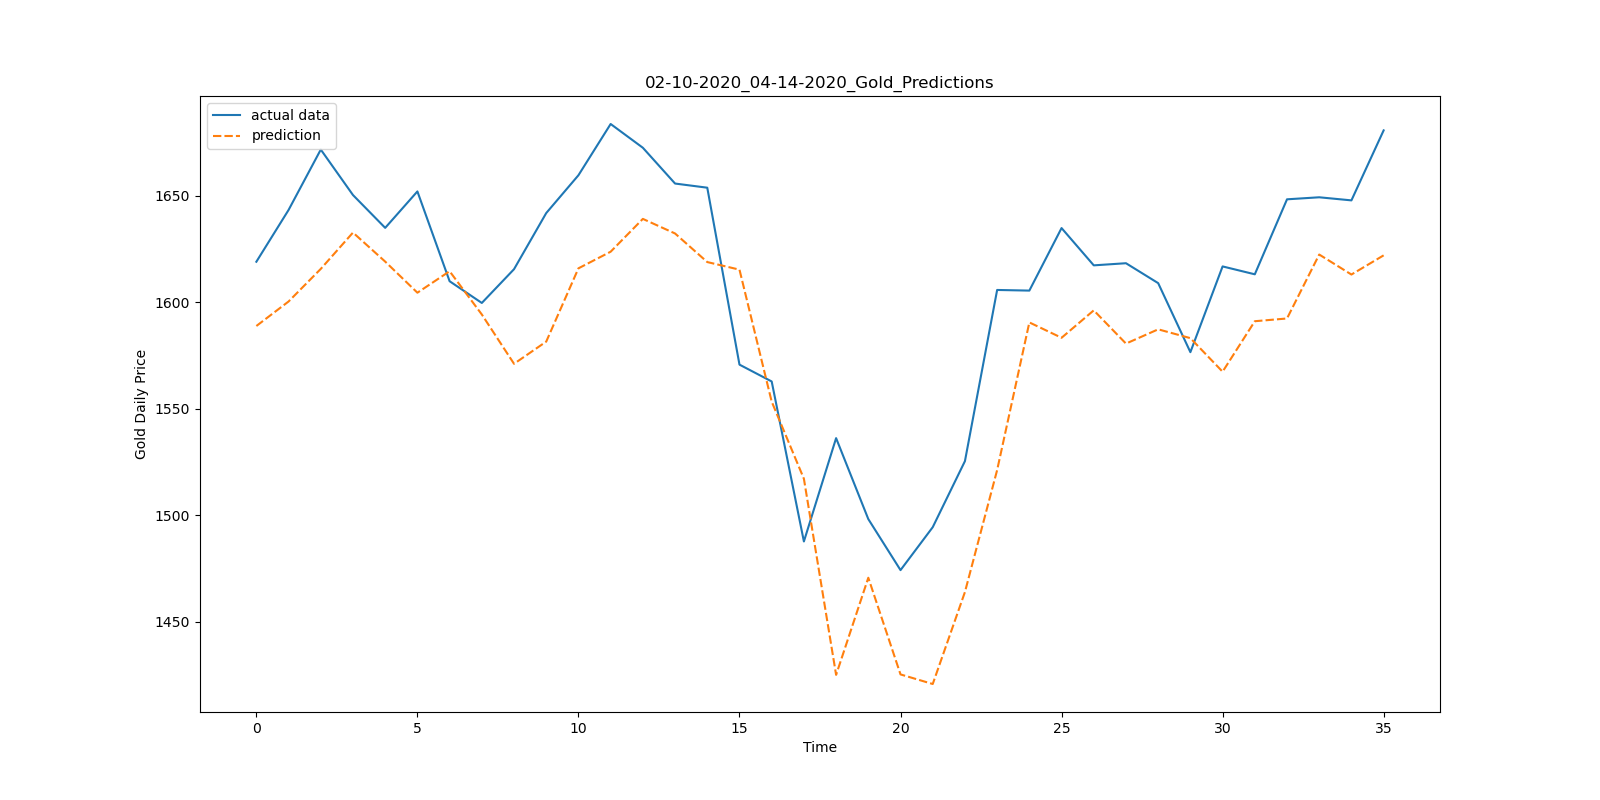 02-10-2020_04-14-2020_Gold_Predictions
actual data
prediction
Gold Daily Price
1650
1600
1550
1500
1450
0 5 10 15 20 25 30 35
Time